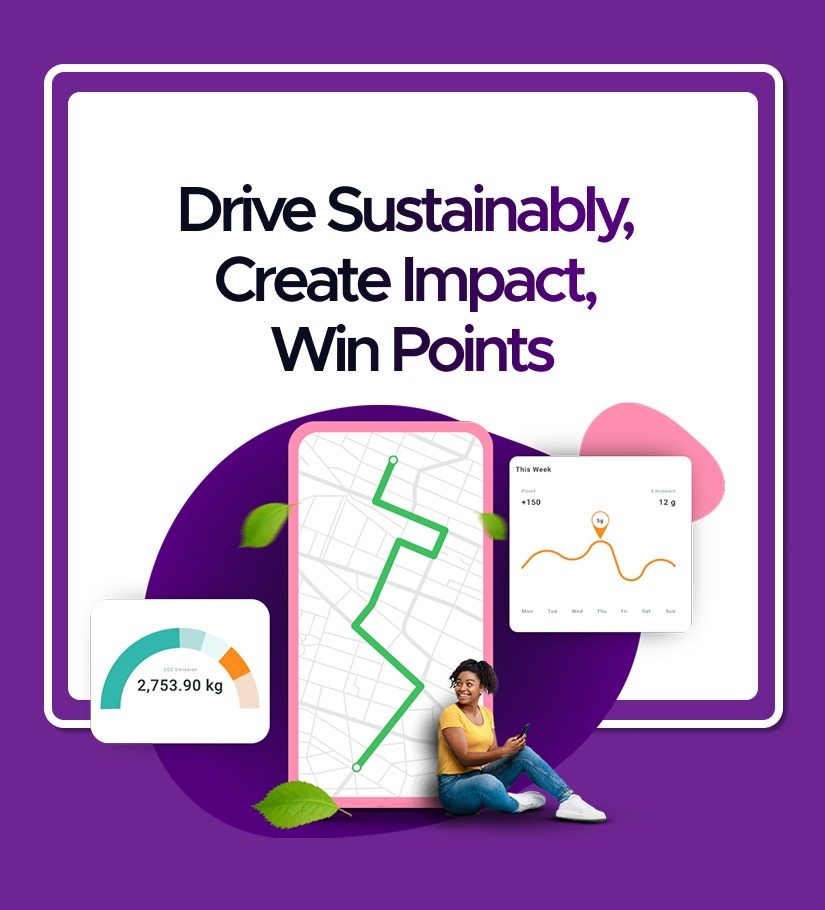 Drive Sustainably,
Create Impact,
Win Points
This Week
Point
Emission
+150
12 g
5g
Mon Tue Wed Thu Fri Sat Sun
CO2 Emission
2,753.90 kg